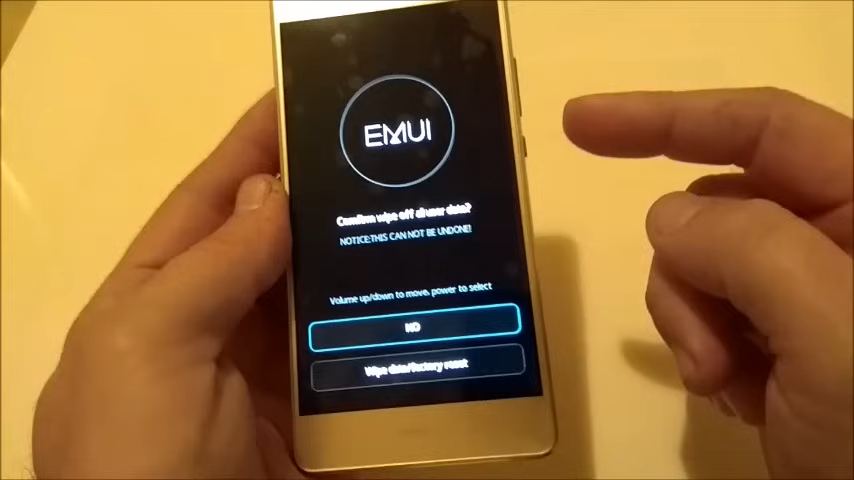 EMUI
Comfirm wipe off all user data?
NOTICE:THIS CAN NOT BE UNDONE!
Volume up/down to move, power to select
NO
Wipe data/factory reset